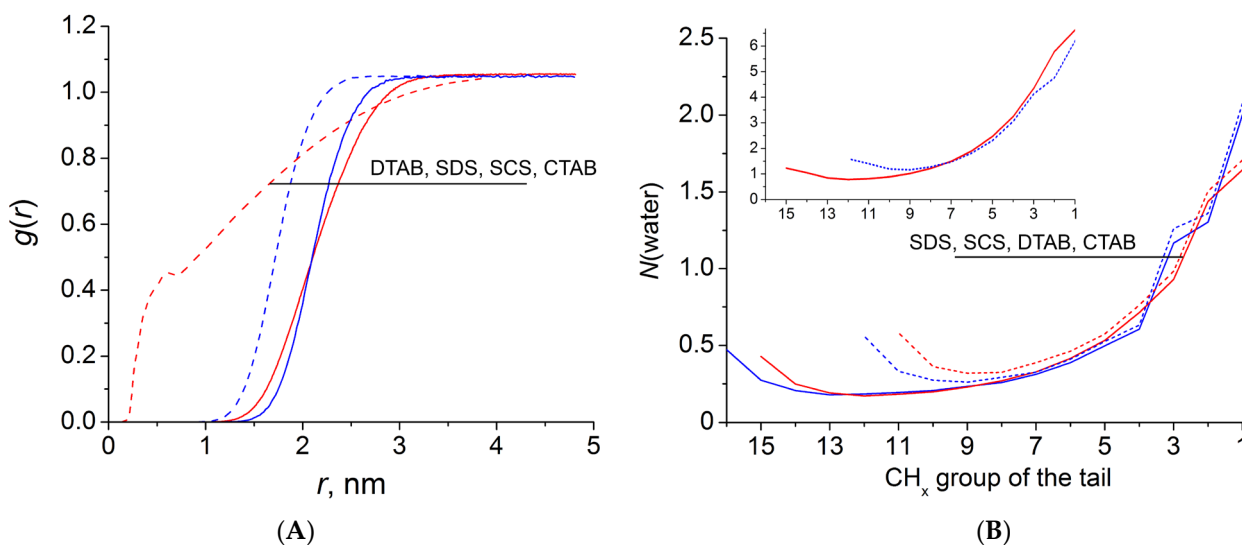 1.2
1.0
0.8
0.6
0.4
0.2
0.0
g(r)
DTAB, SDS, SCS, CTAB
0 1 2 3 4 5
r, nm
(A)
2.5
2.0
1.5
1.0
0.5
0
N(water)
6
5
4
3
2
1
0
15 13 11 9 7 5 3 1
SDS, SCS, DTAB, CTAB
15 13 11 9 7 5 3 1
CHₓ group of the tail
(B)